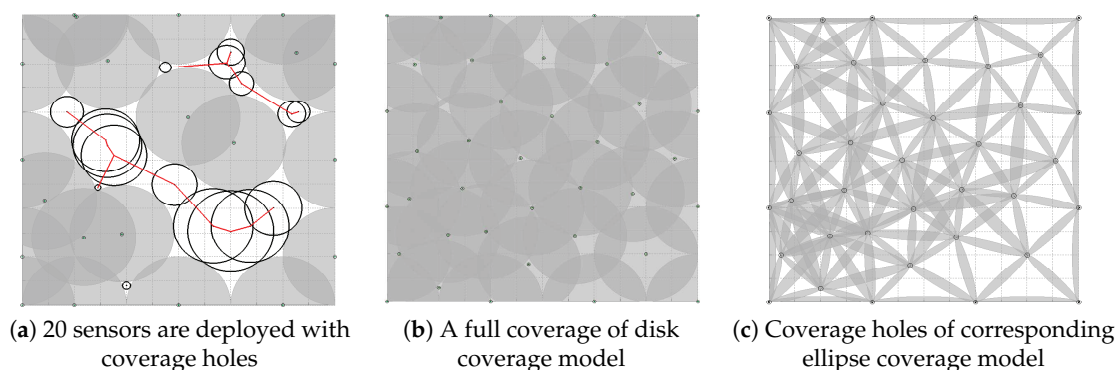 (a) 20 sensors are deployed with
coverage holes
(b) A full coverage of disk
coverage model
(c) Coverage holes of corresponding
ellipse coverage model